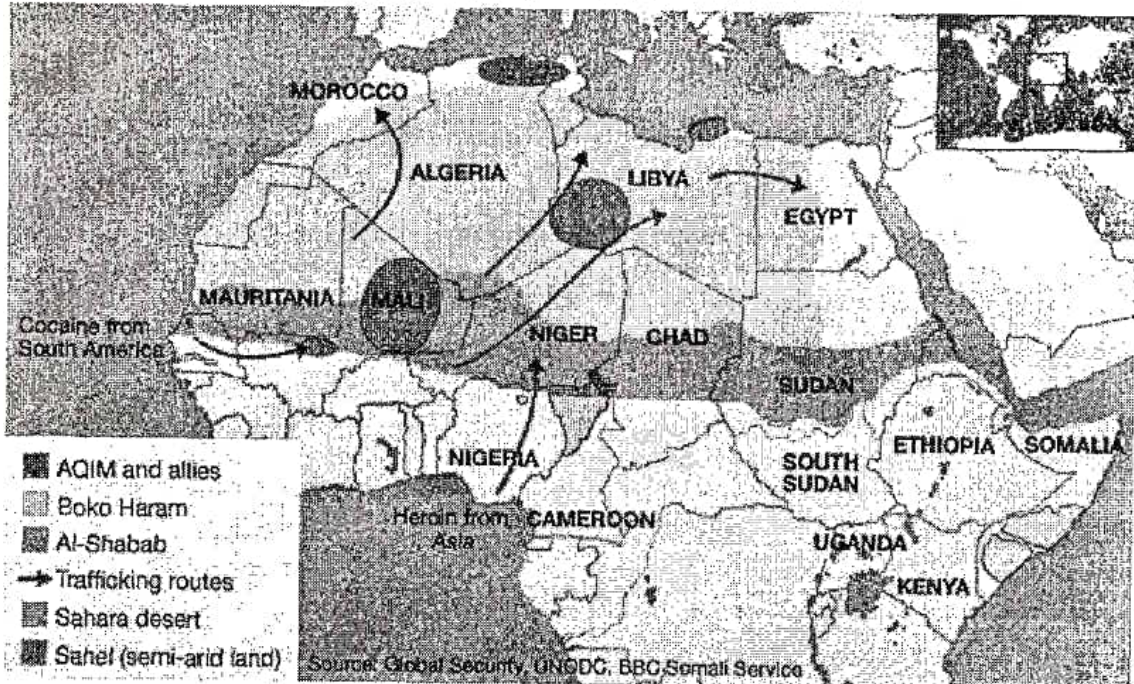 MOROCCO
ALGERIA
LIBYA
EGYPT
MAURITANIA
MALI
Cocaine from
South America
NIGER
CHAD
SUDAN
NIGERIA
ETHIOPIA
SOMALIA
SOUTH
SUDAN
Heroin from
Asia
CAMEROON
UGANDA
KENYA
AQIM and allies
Boko Haram
Al-Shabab
Trafficking routes
Sahara desert
Sahel (semi-arid land)
Source: Global Security, UNODC, BBC Somali Service